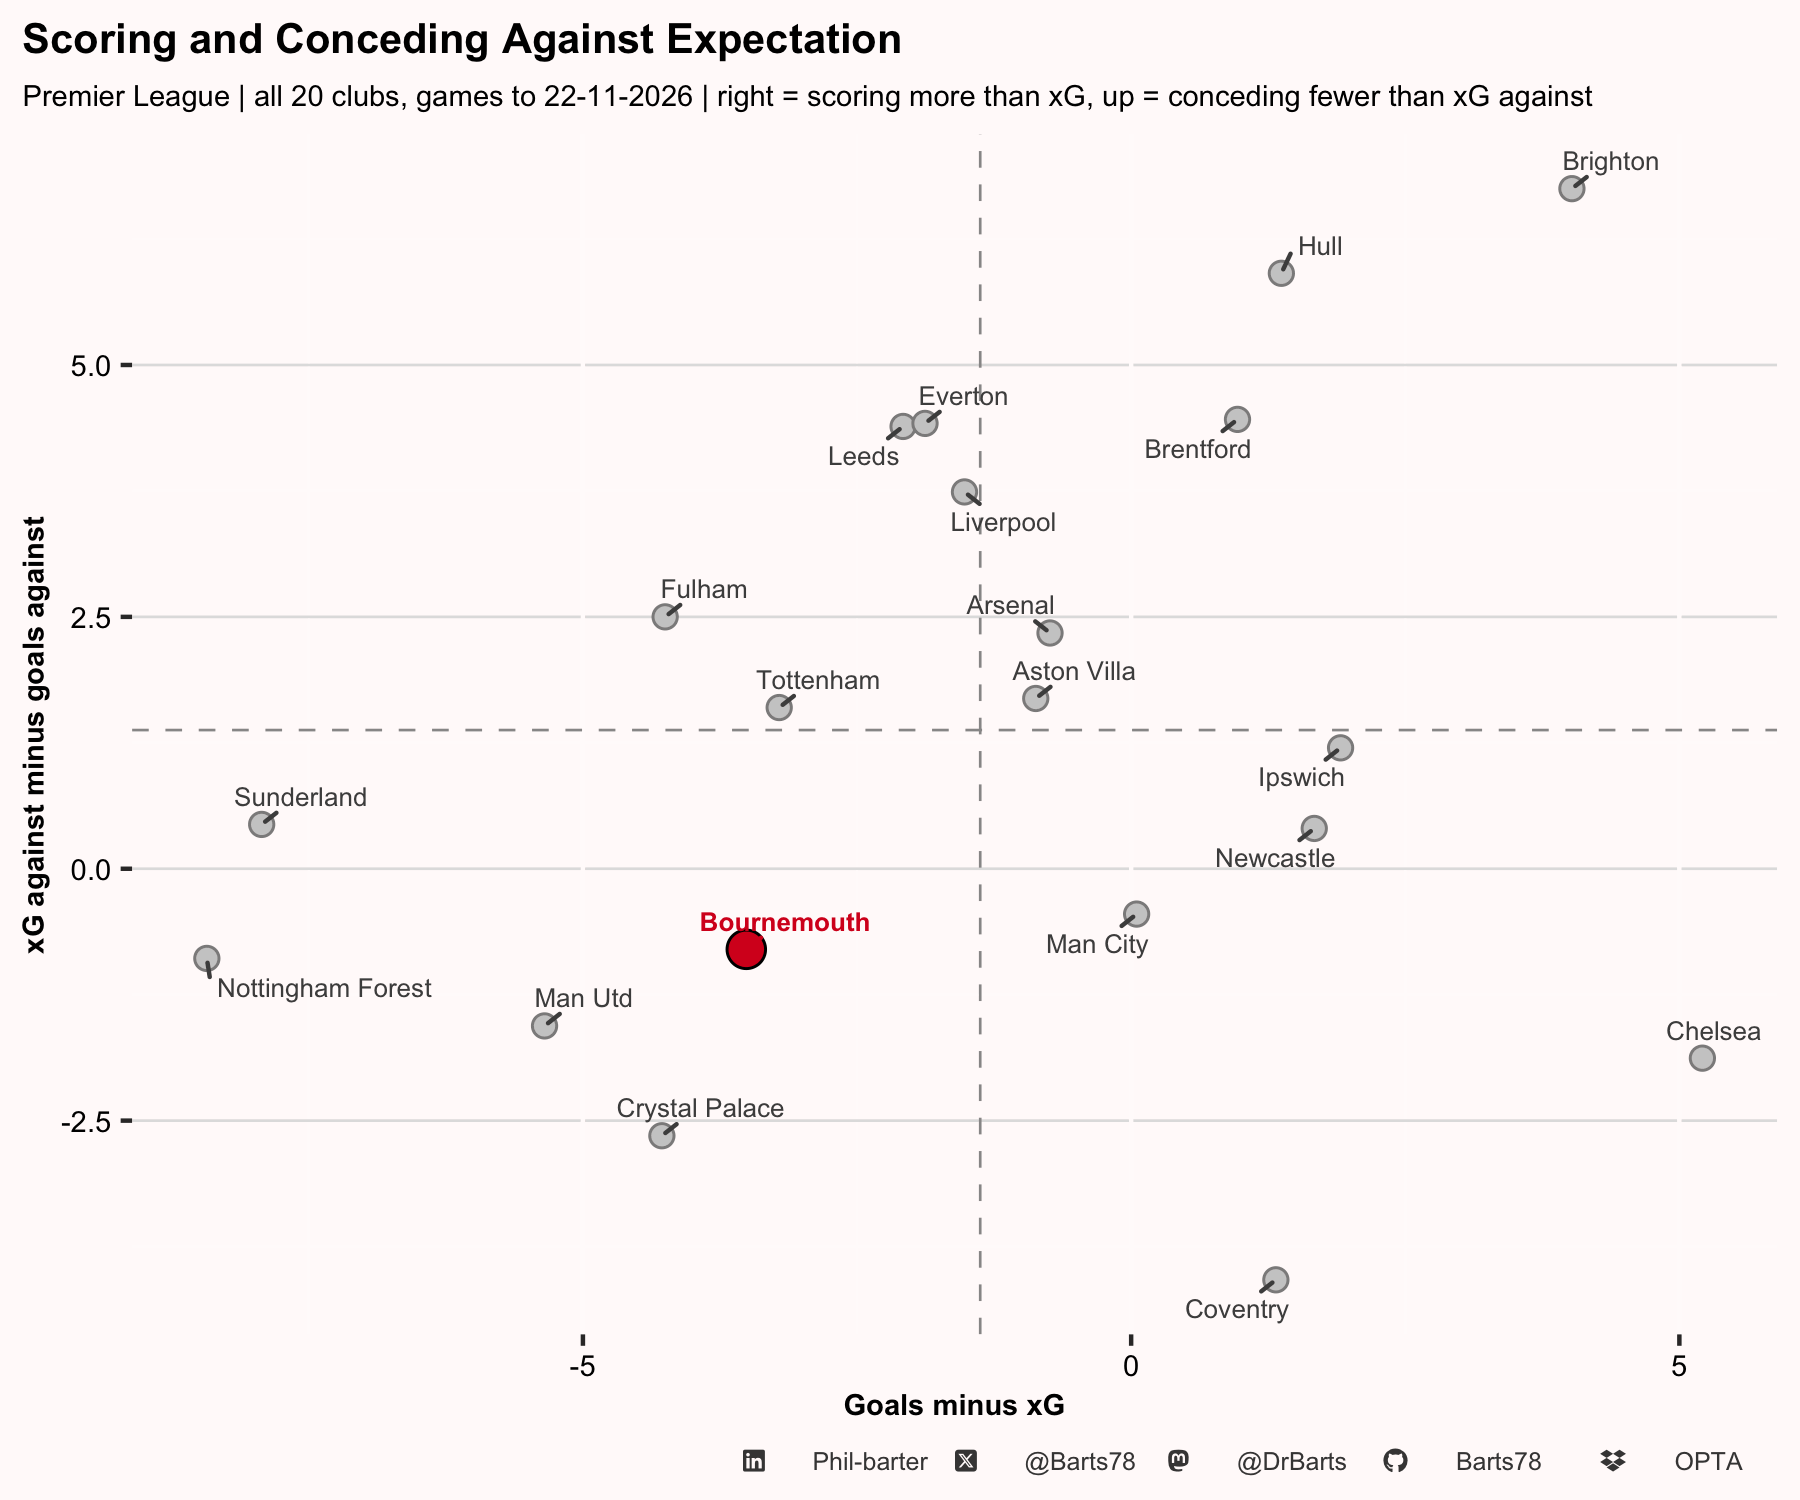 Scoring and Conceding Against Expectation
Premier League | all 20 clubs, games to 22-11-2026 | right = scoring more than xG, up = conceding fewer than xG against
Brighton
Hull
5.0
Everton
Leeds
Brentford
Liverpool
Fulham
Arsenal
2.5
Aston Villa
Tottenham
Ipswich
Sunderland
Newcastle
0.0
Bournemouth
Man City
Nottingham Forest
Man Utd
Chelsea
Crystal Palace
-2.5
Coventry
xG against minus goals against
-5 0 5
Goals minus xG
Phil-barter @Barts78 @DrBarts Barts78 OPTA